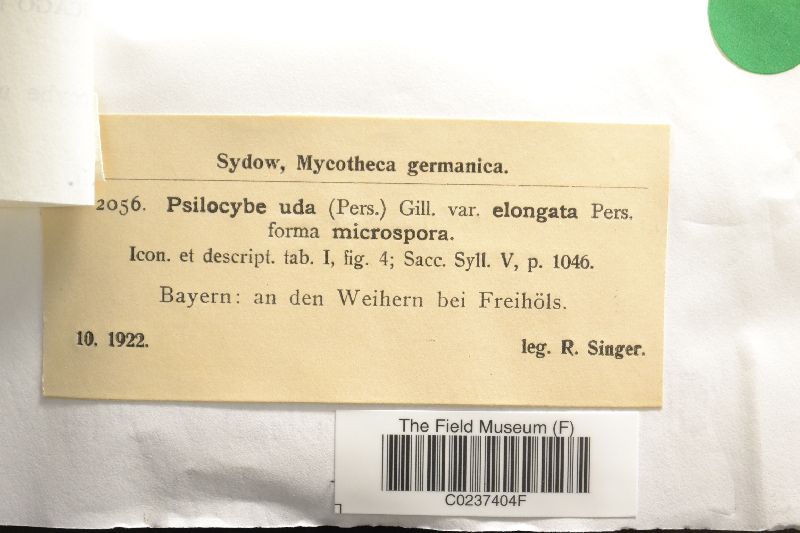 Sydow, Mycotheca germanica.
2056. Psilocybe uda (Pers.) Gill. var. elongata Pers.
forma microspora.
Icon. et descript. tab. I, fig. 4; Sacc. Syll. V, p. 1046.
Bayern: an den Weihern bei Freihöls.
10. 1922.
leg. R. Singer.
The Field Museum (F)
C0237404F